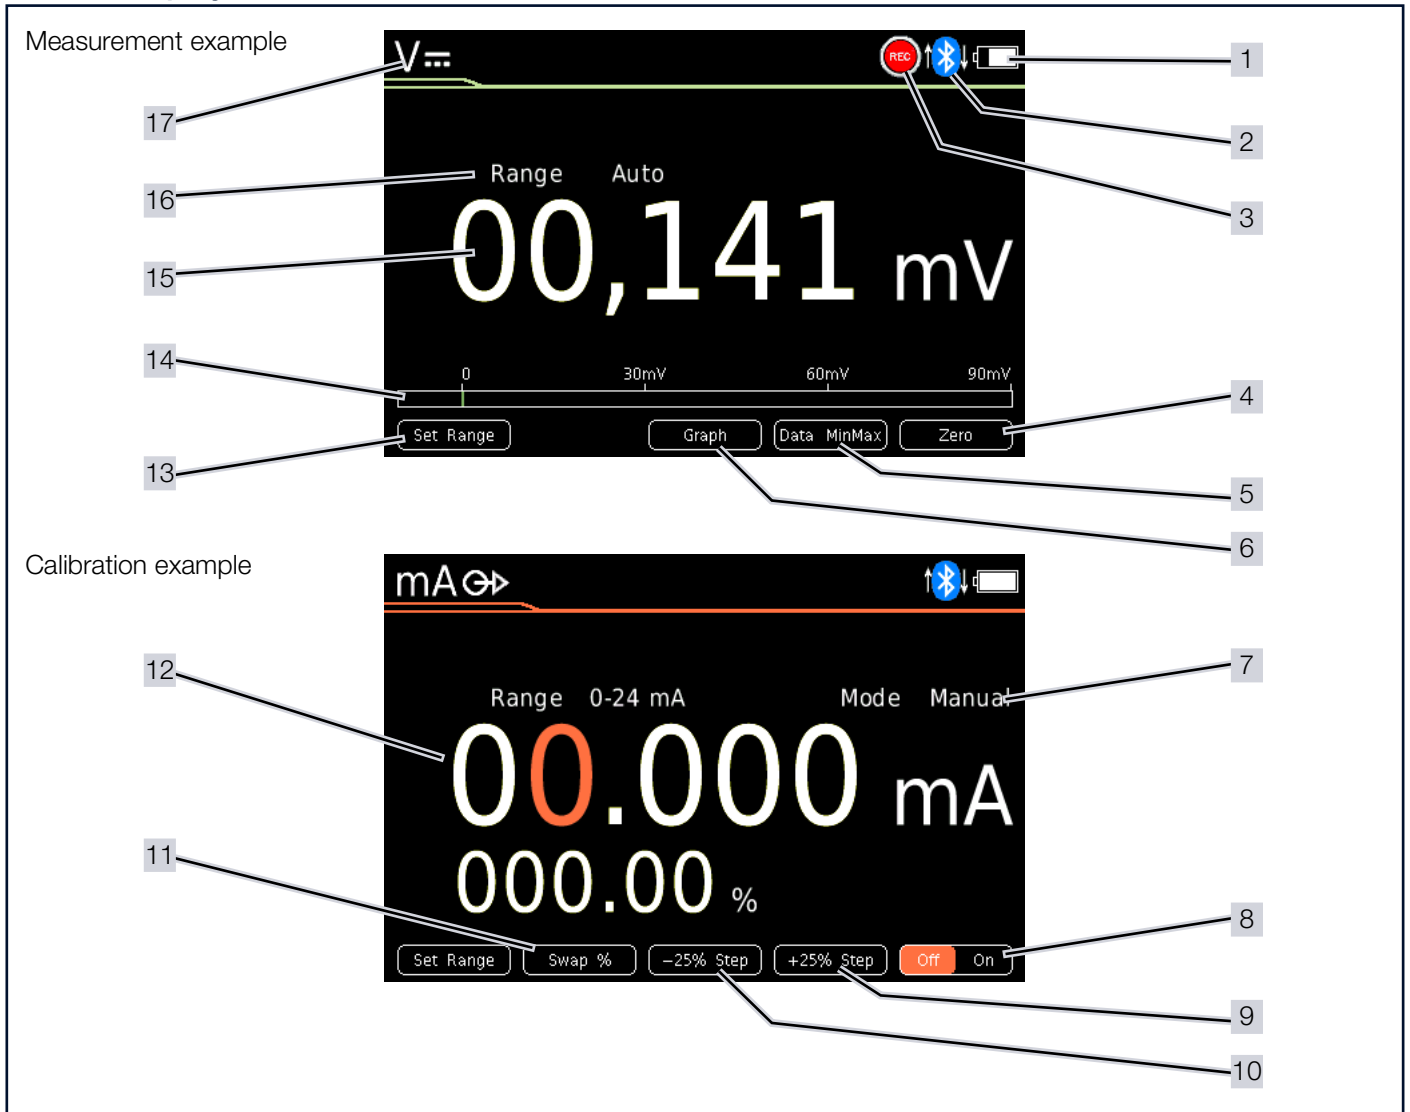 Measurement example
V
REC
1
2
17
Range Auto
16
3
00,141 mV
15
14
0 30mV 60mV 90mV
4
Set Range Graph Data MinMax Zero
13
5
6
Calibration example
mA
12
7
Range 0-24 mA Mode Manual
00.000 mA
11
000.00 %
8
Set Range Swap % -25% Step +25% Step Off On
9
10